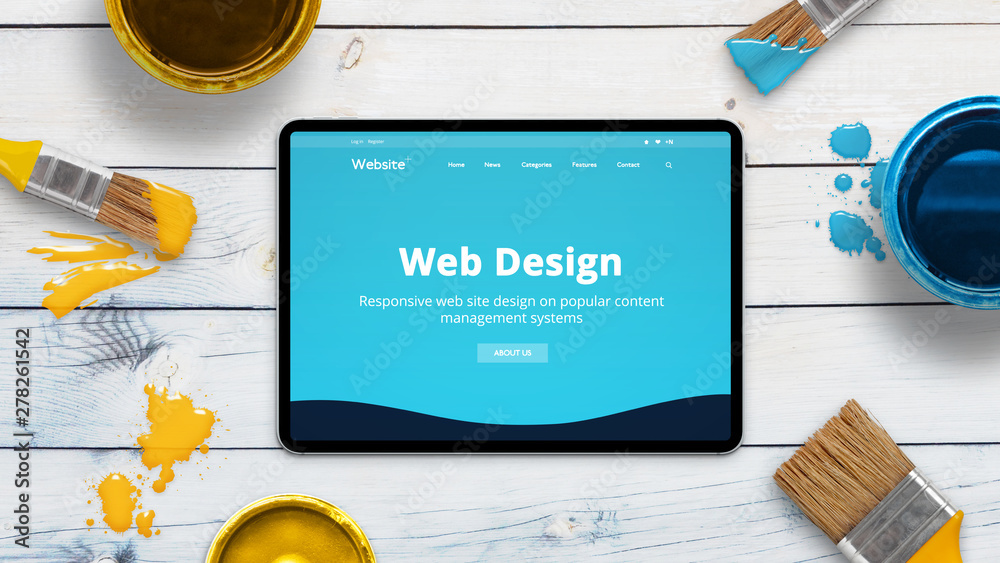 Log in Register
Website+
Home News Categories Features Contact
Web Design
Responsive web site design on popular content
management systems
ABOUT US
Adobe Stock | #278261542